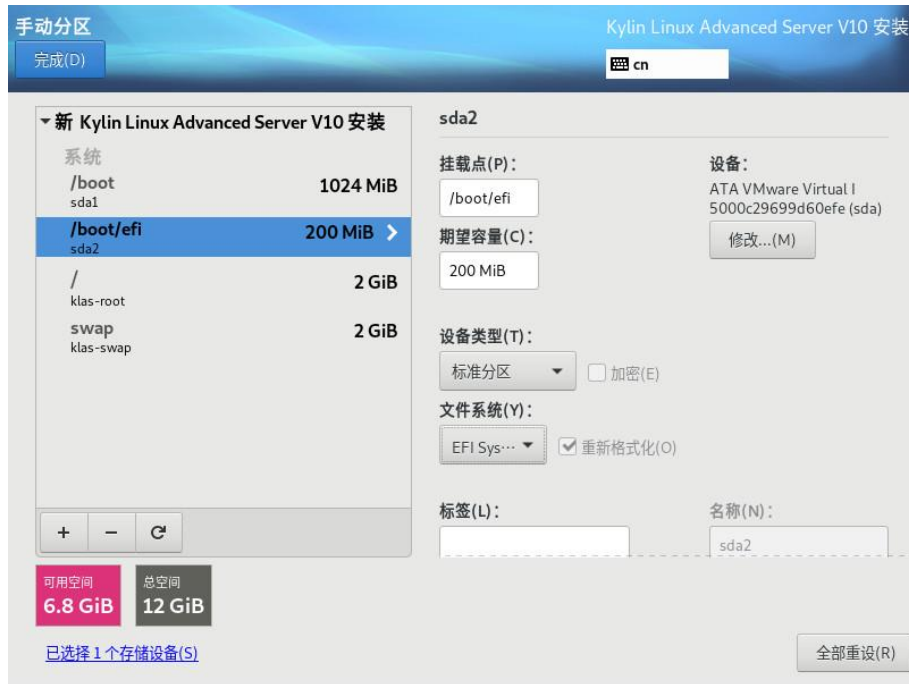 手动分区
Kylin Linux Advanced Server V10 安装
完成(D)
cn
新 Kylin Linux Advanced Server V10 安装
系统
/boot
1024 MiB
sda1
/boot/efi
200 MiB
sda2
/
2 GiB
klas-root
swap
2 GiB
klas-swap
+ −
可用空间
6.8 GiB
总空间
12 GiB
已选择 1 个存储设备(S)
sda2
挂载点(P)：
/boot/efi
期望容量(C)：
200 MiB
设备：
ATA VMware Virtual I
5000c29699d60efe (sda)
修改...(M)
设备类型(T)：
标准分区
加密(E)
文件系统(Y)：
EFI Sys···
重新格式化(O)
标签(L)：
名称(N)：
sda2
全部重设(R)